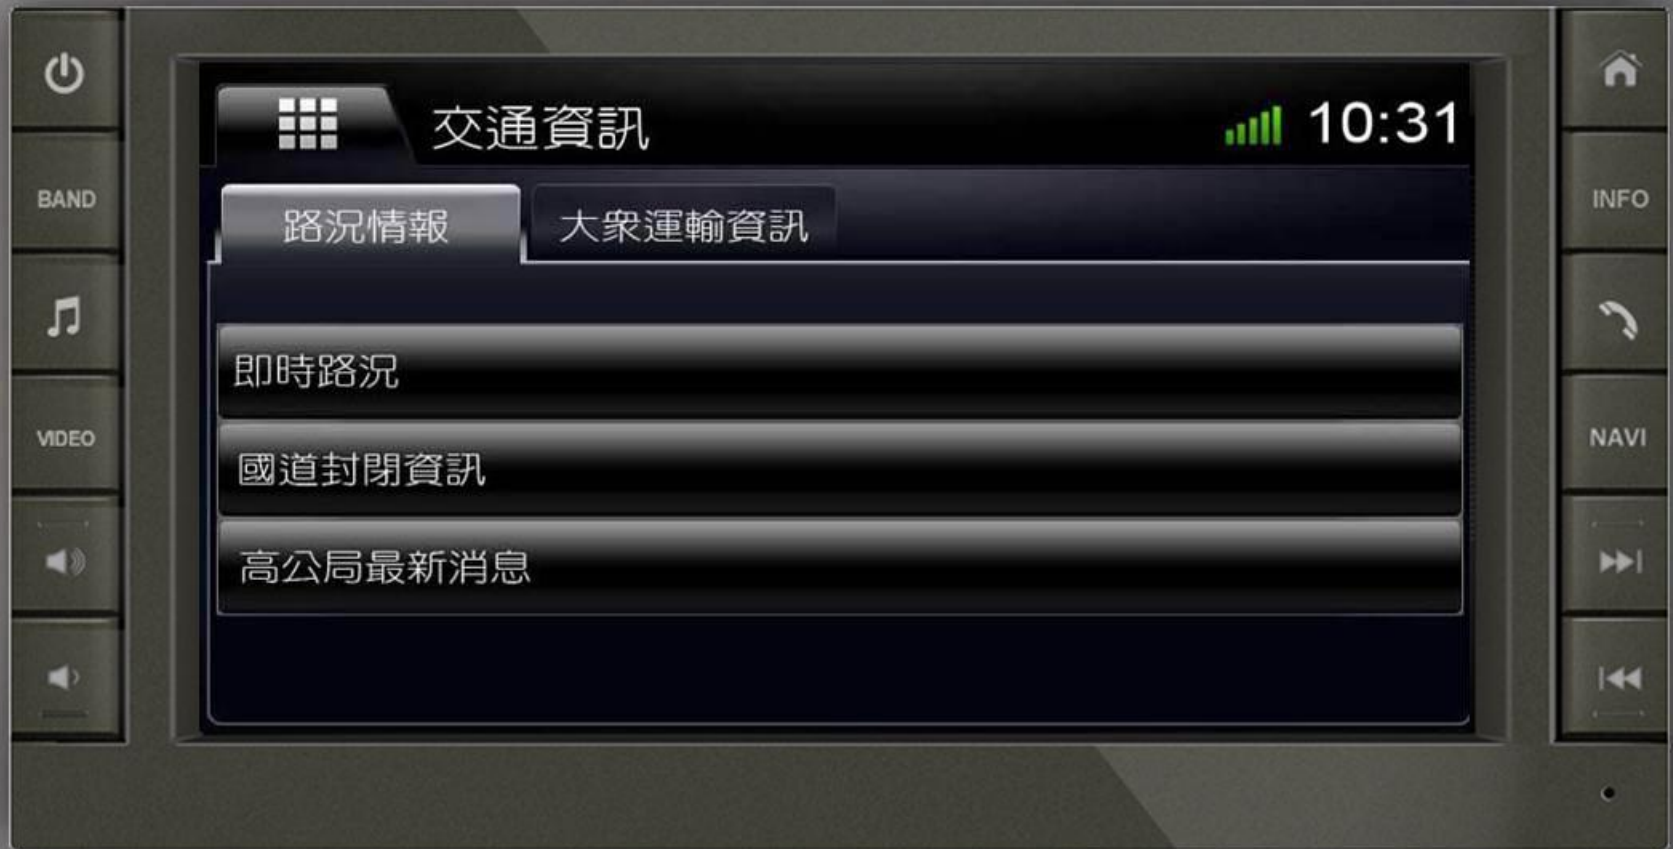 交通資訊 10:31
BAND
INFO
路況情報 大衆運輸資訊
即時路況
VIDEO
NAVI
國道封閉資訊
高公局最新消息